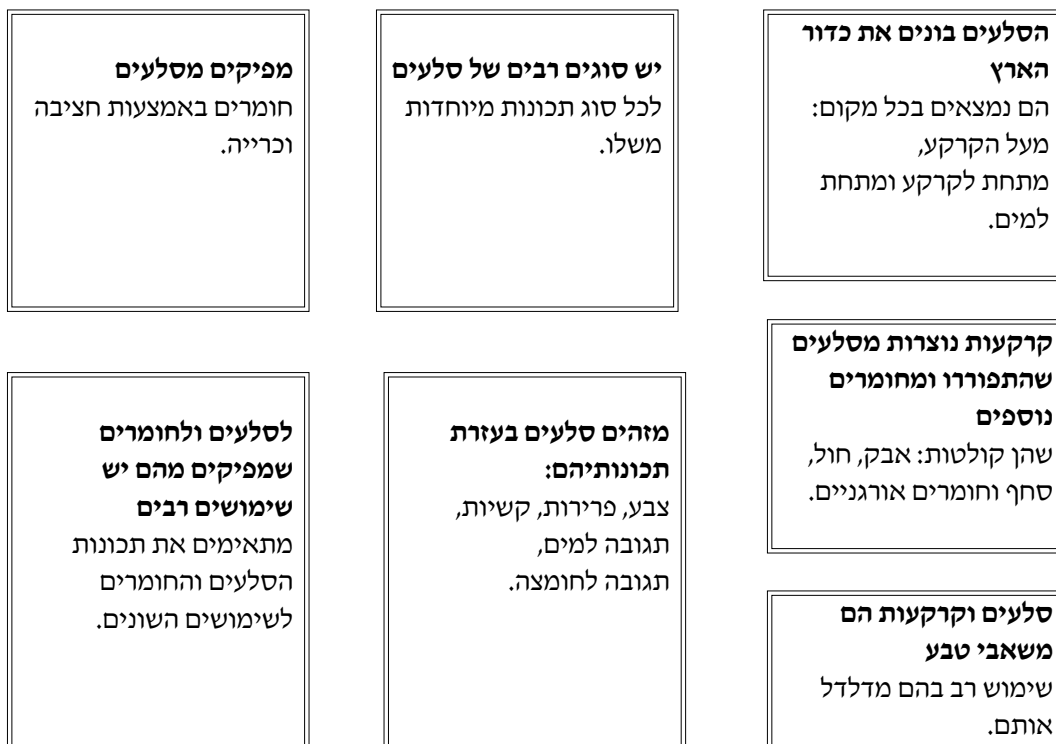 הסלעים בונים את כדור
הארץ
הם נמצאים בכל מקום:
מעל הקרקע,
מתחת לקרקע ומתחת
למים.
יש סוגים רבים של סלעים
לכל סוג תכונות מיוחדות
משלו.
מפיקים מסלעים
חומרים באמצעות חציבה
וכרייה.
קרקעות נוצרות מסלעים
שהתפוררו ומחומרים
נוספים
שהן קולטות: אבק, חול,
סחף וחומרים אורגניים.
מזהים סלעים בעזרת
תכונותיהם:
צבע, פרירות, קשיות,
תגובה למים,
תגובה לחומצה.
לסלעים ולחומרים
שמפיקים מהם יש
שימושים רבים
מתאימים את תכונות
הסלעים והחומרים
לשימושים השונים.
סלעים וקרקעות הם
משאבי טבע
שימוש רב בהם מדלדל
אותם.